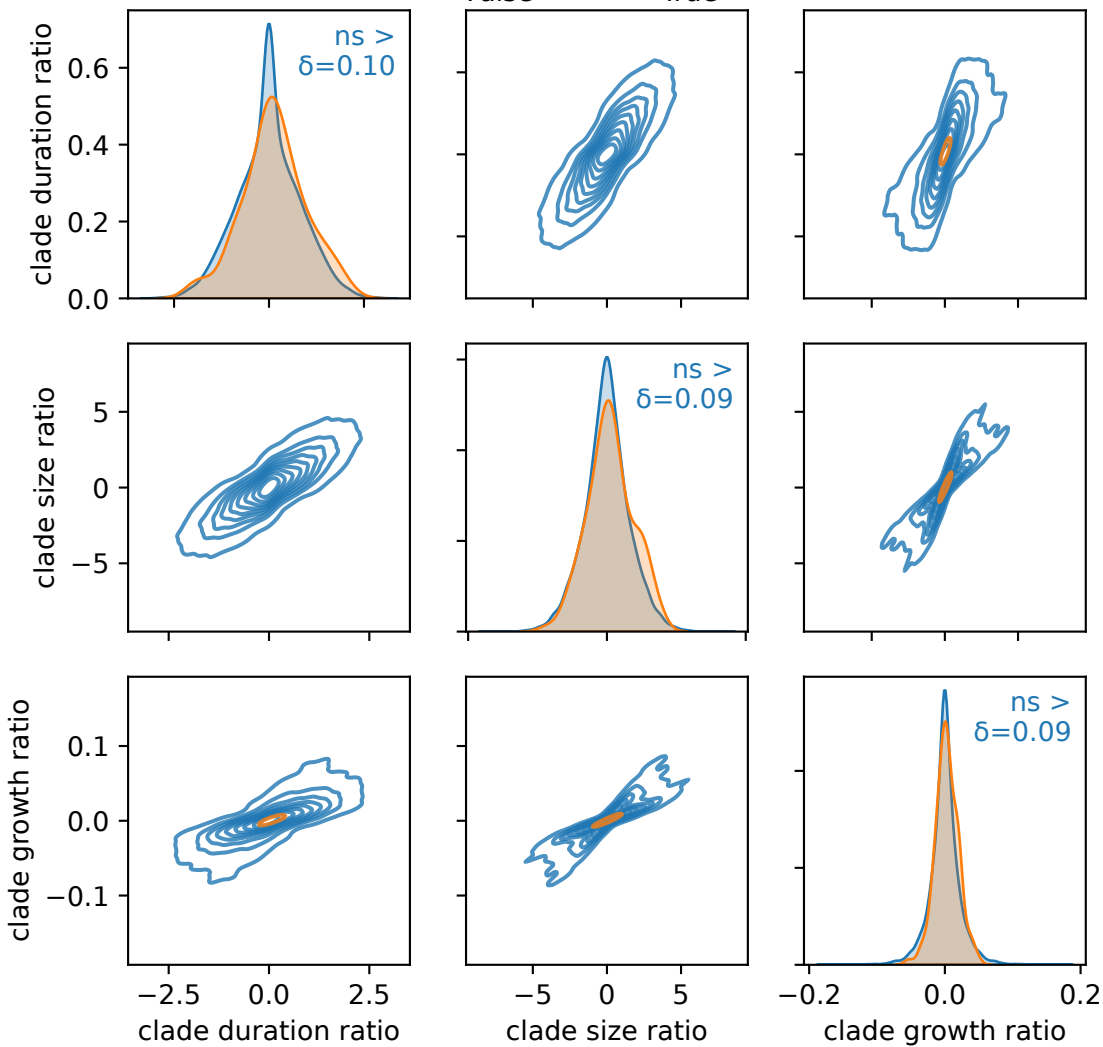 clade duration ratio
0.6
0.4
0.2
0.0
ns >
δ=0.10
clade size ratio
5
0
−5
ns >
δ=0.09
clade growth ratio
0.1
0.0
−0.1
ns >
δ=0.09
−2.5
0.0
2.5
−5
0
5
−0.2
0.0
0.2
clade duration ratio
clade size ratio
clade growth ratio